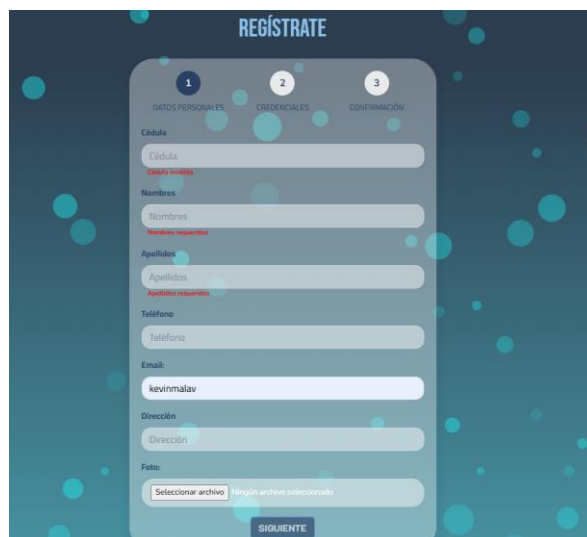 REGÍSTRATE
1 2 3
DATOS PERSONALES CREDENCIALES CONFIRMACIÓN
Cédula
Cédula
Cédula inválida
Nombres
Nombres
Nombres requeridos
Apellidos
Apellidos
Apellidos requeridos
Teléfono
Teléfono
Email:
kevinmalav
Dirección
Dirección
Foto:
Seleccionar archivo Ningún archivo seleccionado
SIGUIENTE